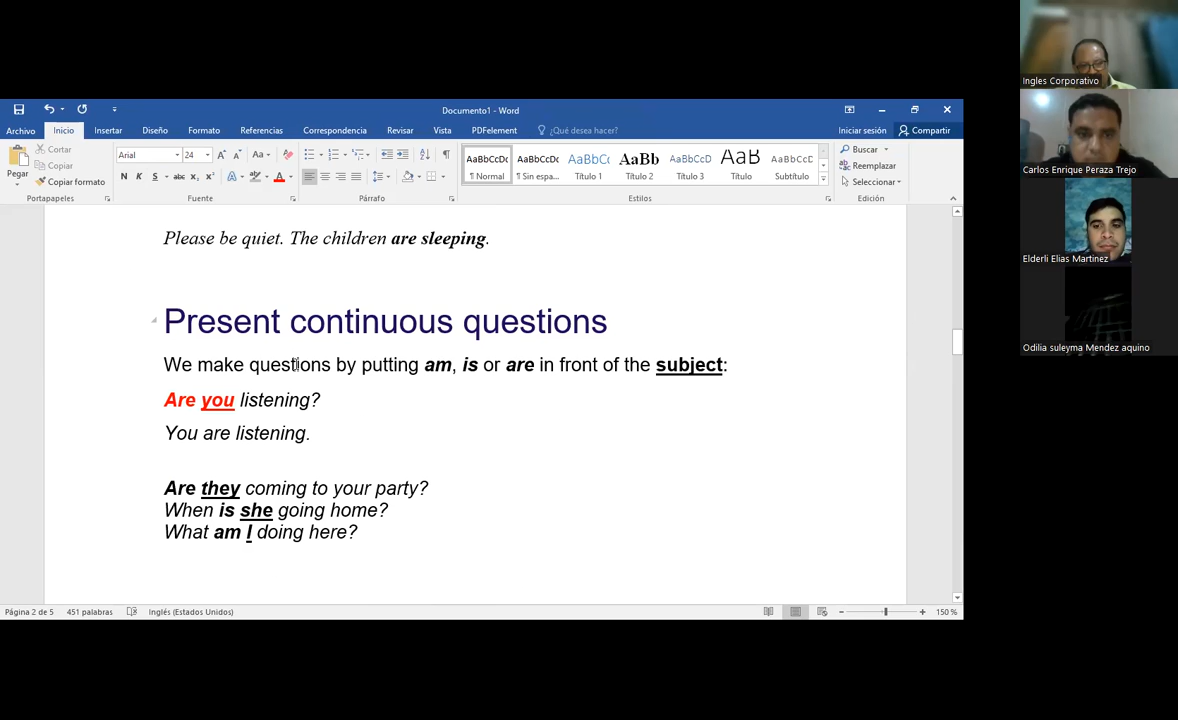 Documento1 - Word
Archivo Inicio Insertar Diseño Formato Referencias Correspondencia Revisar Vista PDFelement ¿Qué desea hacer? Iniciar sesión Compartir
Pegar
Cortar
Copiar
Copiar formato
Portapapeles
Arial 24
Fuente
Párrafo
AaBbCcDc AaBbCcDc AaBbCcC AaBb AaBbCcD AaB AaBbCcD
¶ Normal ¶ Sin espa... Título 1 Título 2 Título 3 Título Subtítulo
Estilos
Buscar
Reemplazar
Seleccionar
Edición
Please be quiet. The children are sleeping.
Present continuous questions
We make questions by putting am, is or are in front of the subject:
Are you listening?
You are listening.
Are they coming to your party?
When is she going home?
What am I doing here?
Página 2 de 5 451 palabras Inglés (Estados Unidos) 150 %
Ingles Corporativo
Carlos Enrique Peraza Trejo
Elderli Elias Martinez
Odilia suleyma Mendez aquino